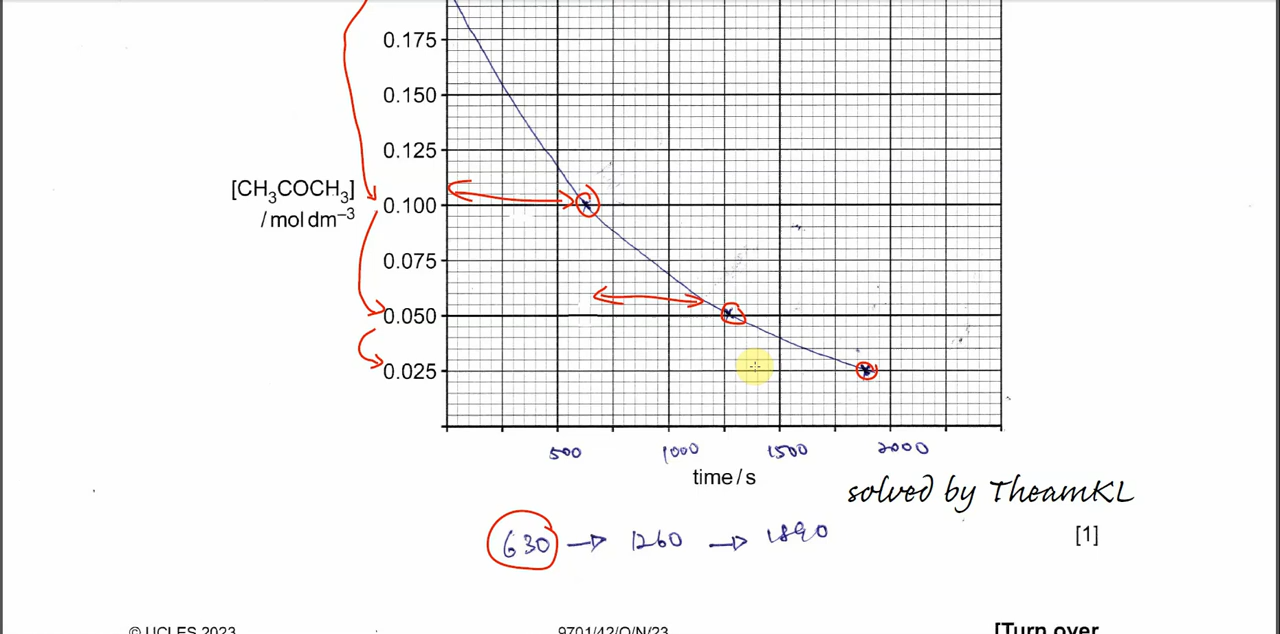 0.175
0.150
0.125
[CH₃COCH₃]
/ mol dm⁻³
0.100
0.075
0.050
0.025
500 1000 1500 2000
time / s
solved by TheamKL
630 → 1260 → 1890
[1]
© UCLES 2023 9701/42/O/N/23 [Turn over